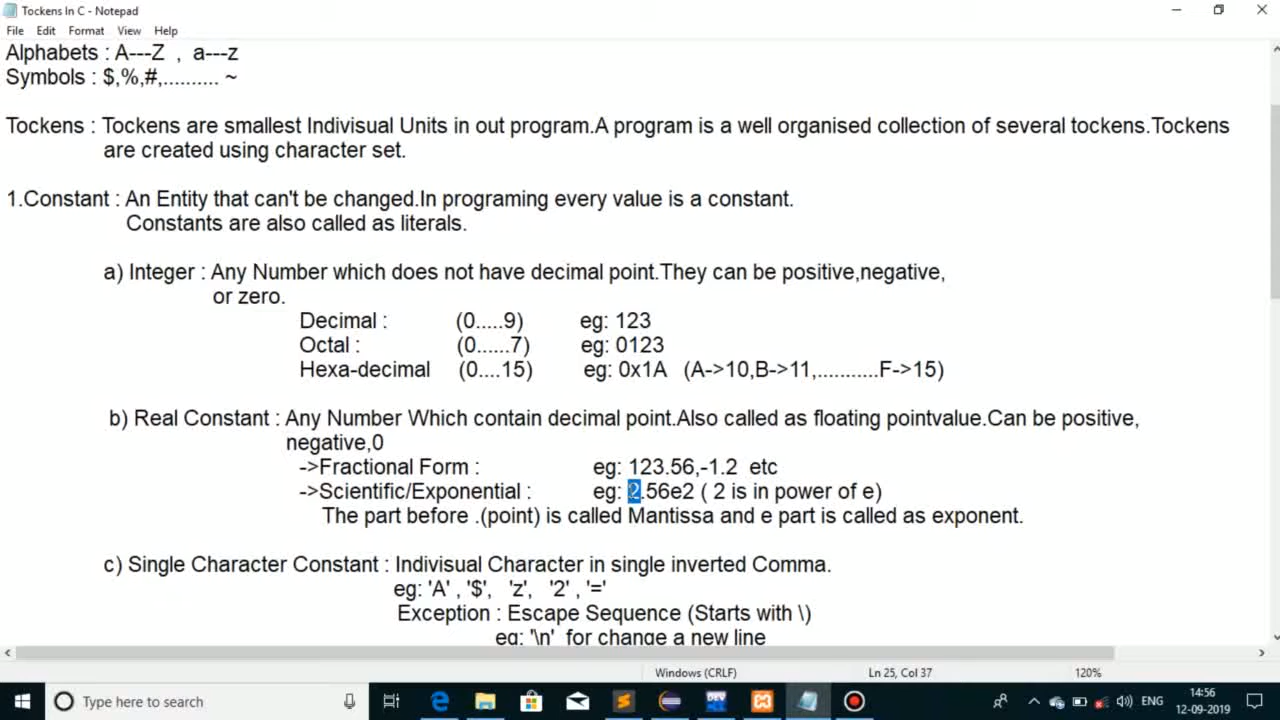 Tockens In C - Notepad
File Edit Format View Help
Alphabets : A---Z , a---z
Symbols : $,%,#,.......... ~
Tockens : Tockens are smallest Indivisual Units in out program.A program is a well organised collection of several tockens.Tockens
are created using character set.
1.Constant : An Entity that can't be changed.In programing every value is a constant.
Constants are also called as literals.
a) Integer : Any Number which does not have decimal point.They can be positive,negative,
or zero.
Decimal : (0.....9) eg: 123
Octal : (0......7) eg: 0123
Hexa-decimal (0....15) eg: 0x1A (A->10,B->11,...........F->15)
b) Real Constant : Any Number Which contain decimal point.Also called as floating pointvalue.Can be positive,
negative,0
->Fractional Form : eg: 123.56,-1.2 etc
->Scientific/Exponential : eg: 2.56e2 ( 2 is in power of e)
The part before .(point) is called Mantissa and e part is called as exponent.
c) Single Character Constant : Indivisual Character in single inverted Comma.
eg: 'A' , '$', 'z', '2' , '='
Exception : Escape Sequence (Starts with \)
eg: '\n' for change a new line
Windows (CRLF) Ln 25, Col 37 120%
Type here to search DEV ENG 14:56
12-09-2019